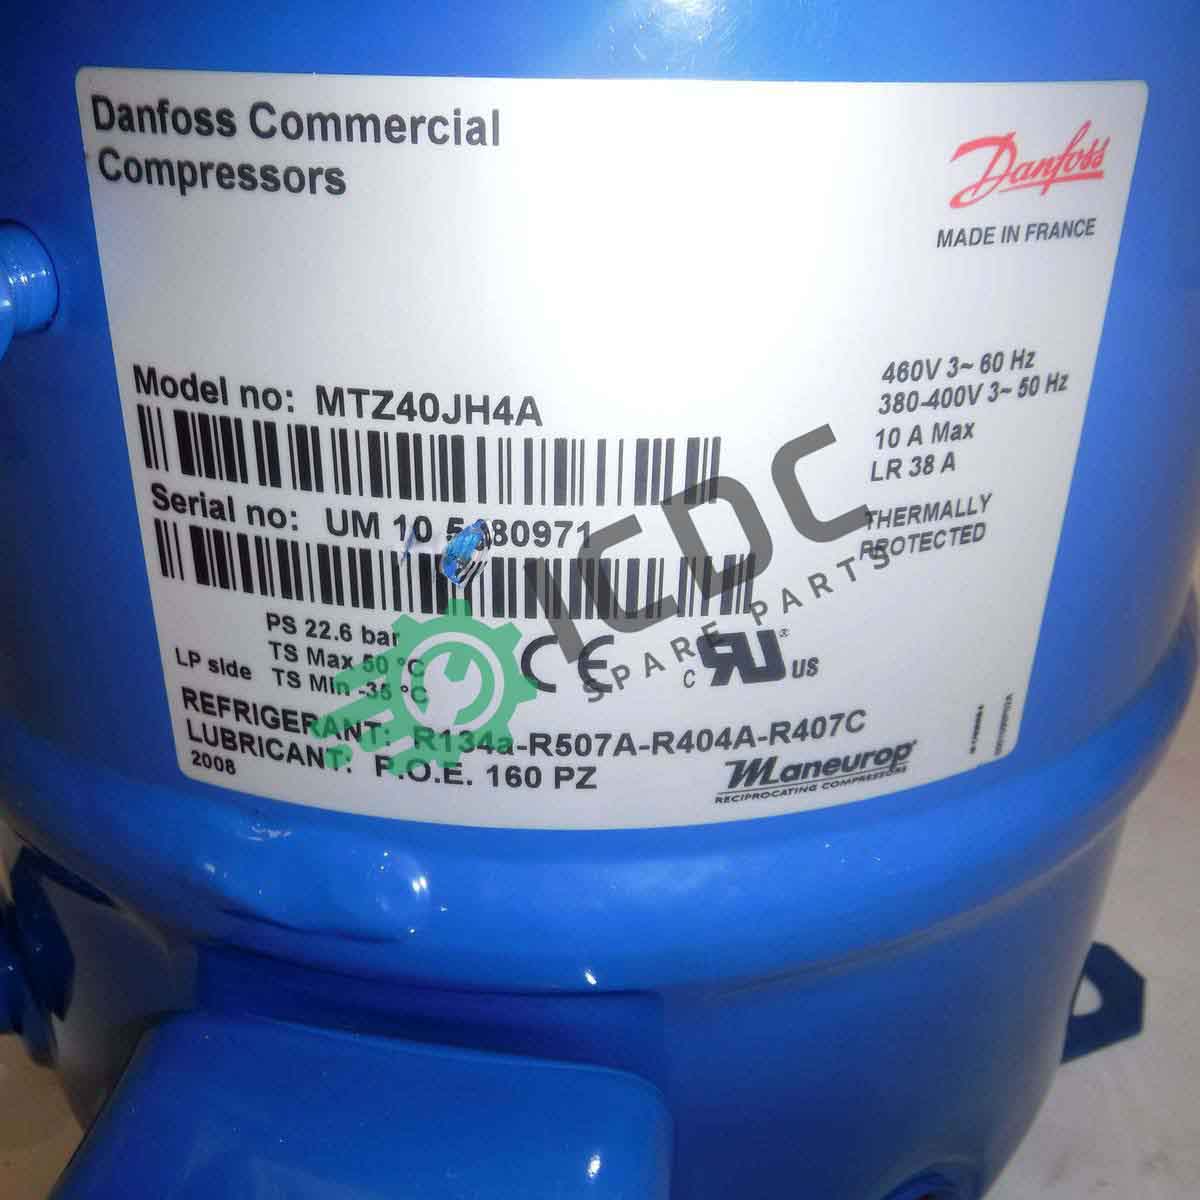 Danfoss Commercial
Compressors
Danfoss
MADE IN FRANCE
Model no: MTZ40JH4A
460V 3~ 60 Hz
380-400V 3~ 50 Hz
10 A Max
LR 38 A
Serial no: UM 10
THERMALLY
PROTECTED
ICDC
SPARE PARTS
PS 22.6 bar
LP side TS Max 50 °C
TS Min -35 °C
CE
c RU ® US
REFRIGERANT: R134a-R507A-R404A-R407C
LUBRICANT: P.O.E. 160 PZ
2008
Maneurop®
RECIPROCATING COMPRESSORS